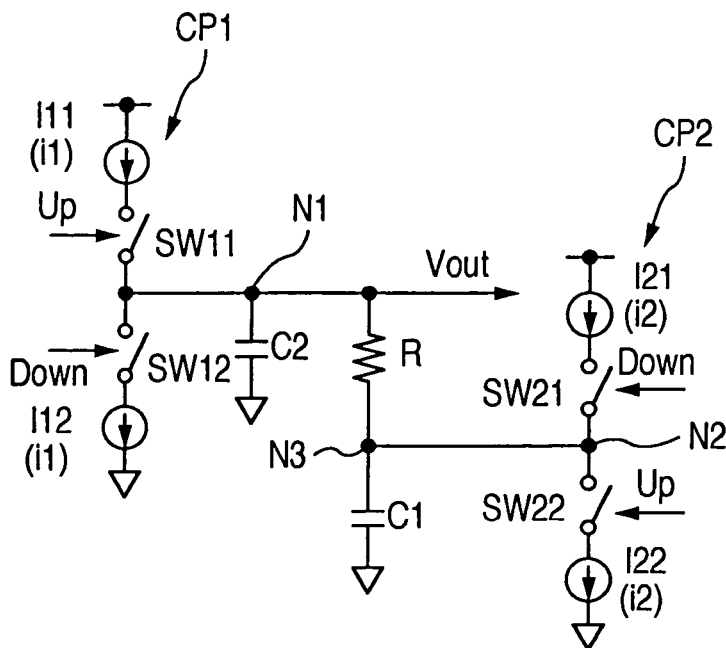 CP1
I11
(i1)
CP2
Up
SW11
N1
Vout
I21
(i2)
Down
SW12
C2
R
SW21
Down
I12
(i1)
N3
N2
C1
SW22
Up
I22
(i2)